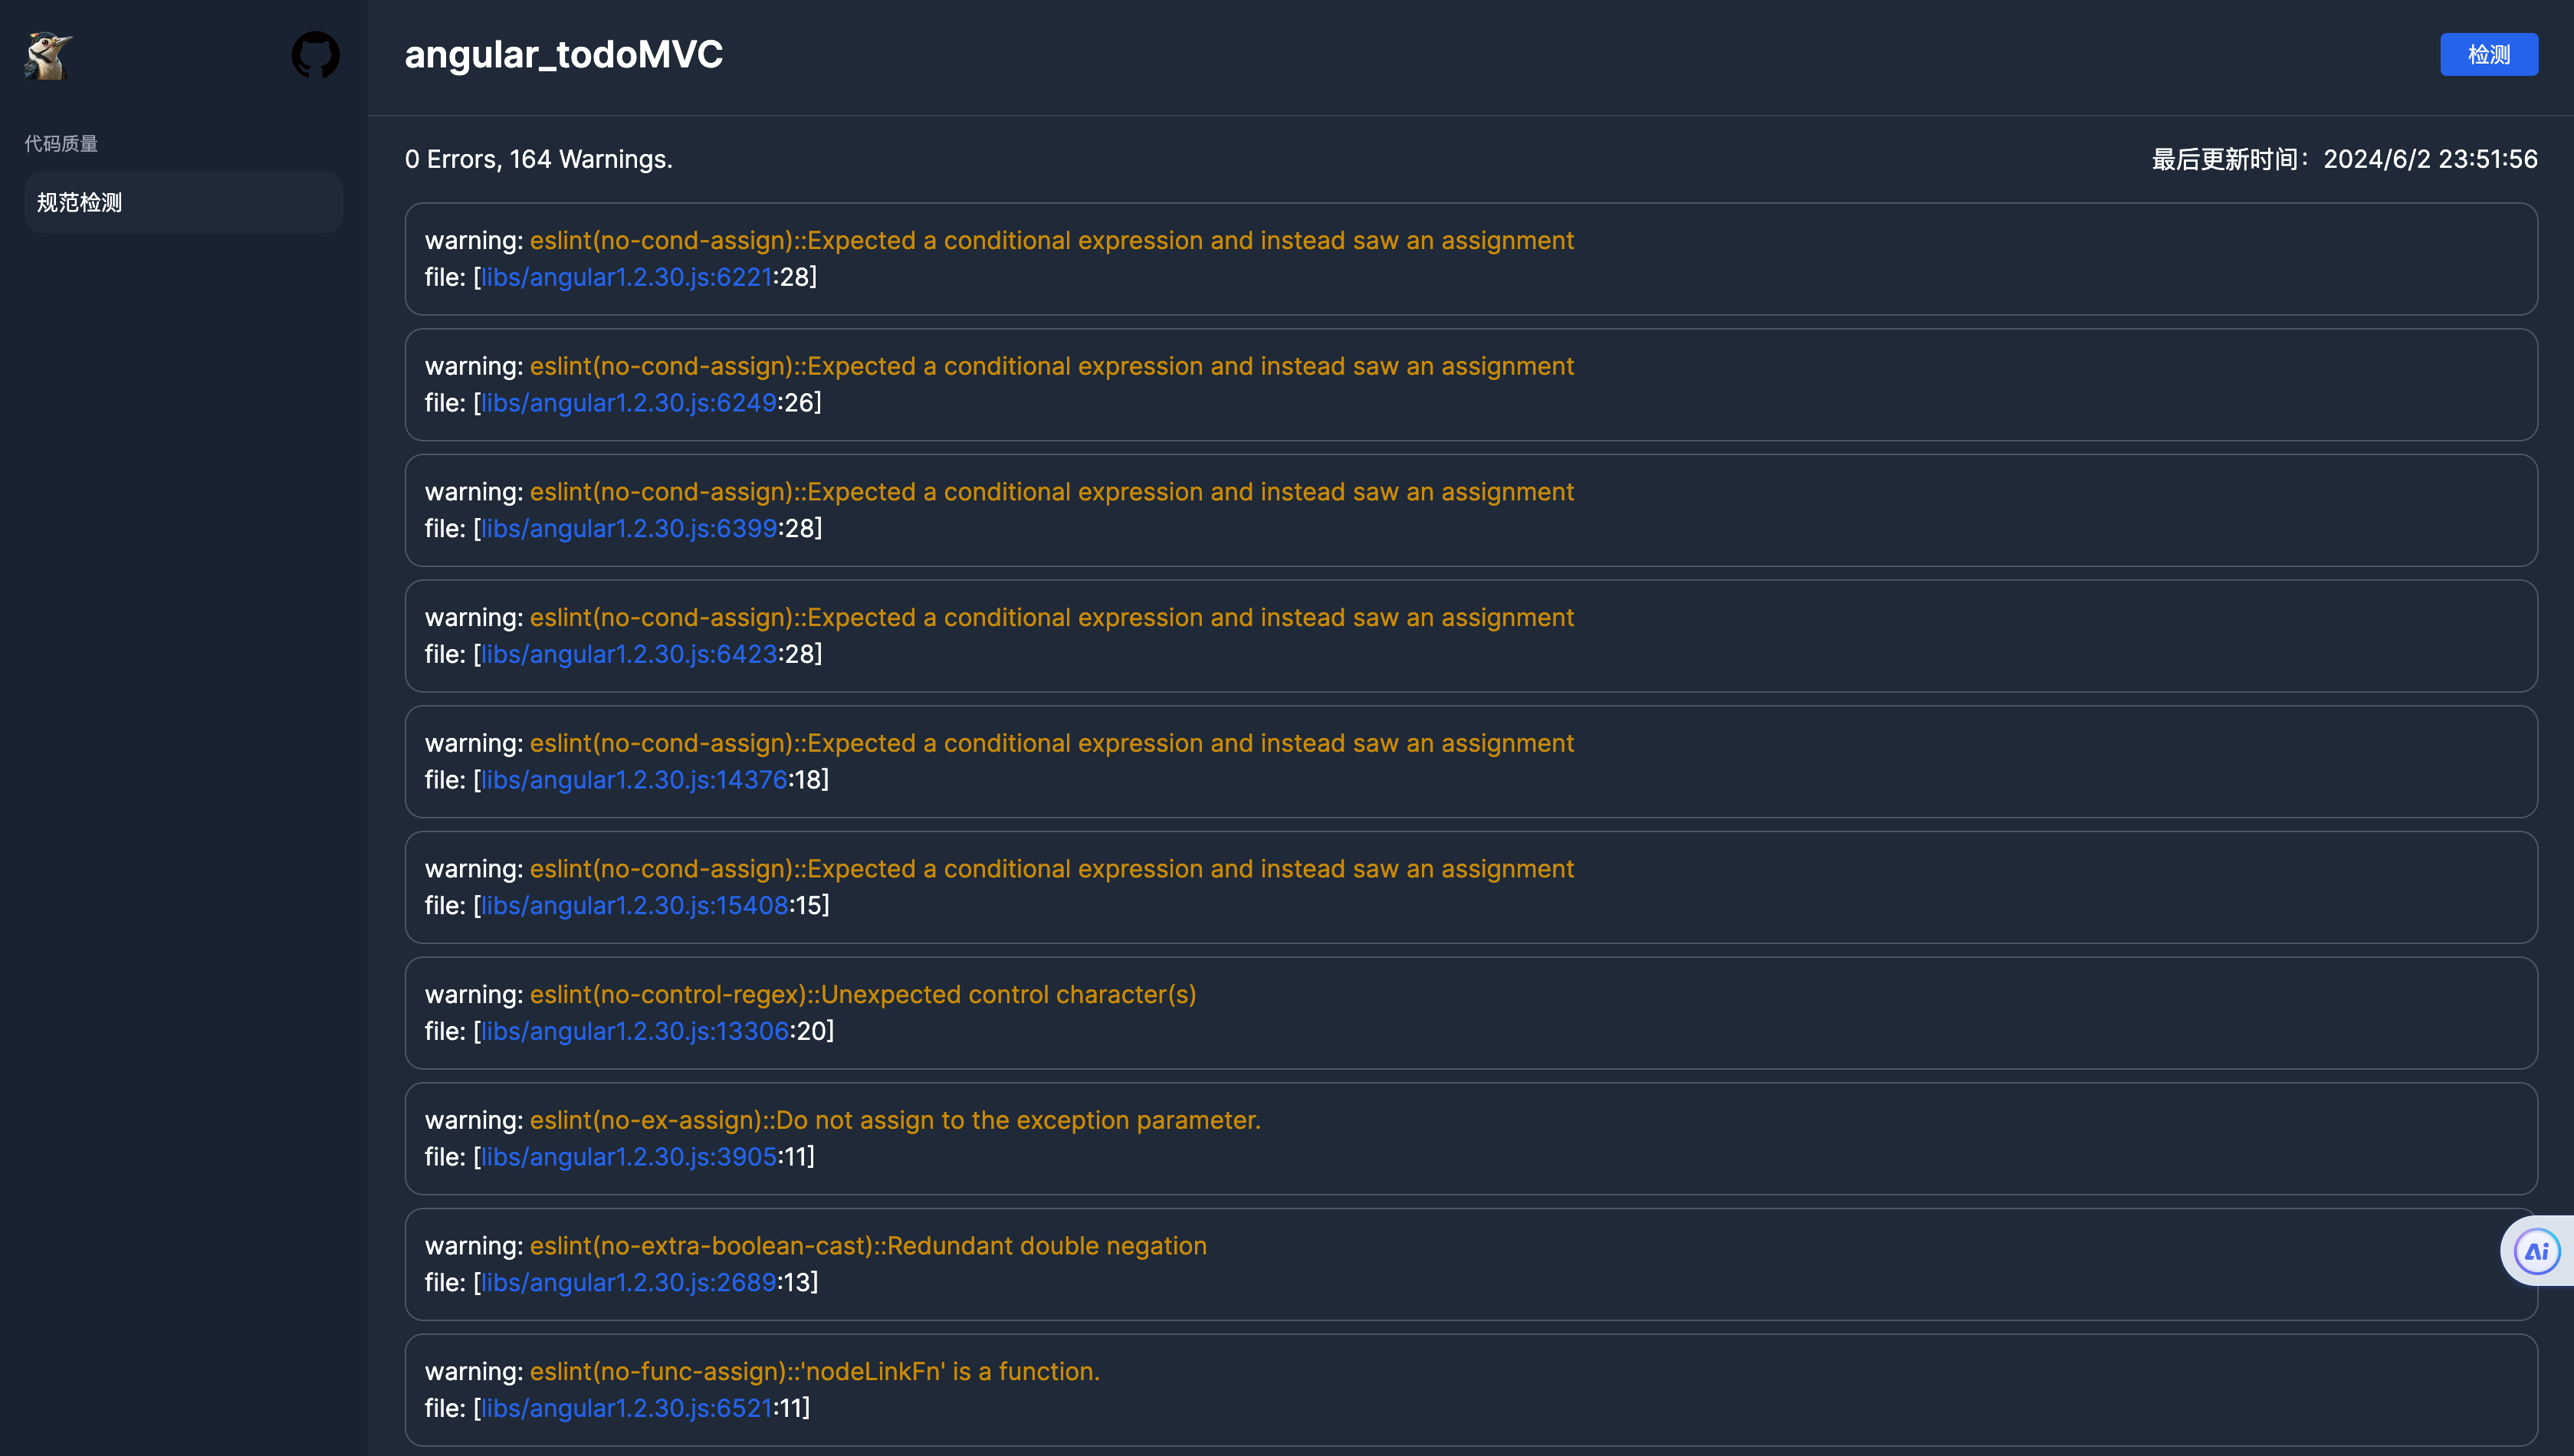 angular_todoMVC
检测
代码质量
规范检测
0 Errors, 164 Warnings.
最后更新时间：2024/6/2 23:51:56
warning: eslint(no-cond-assign)::Expected a conditional expression and instead saw an assignment
file: [libs/angular1.2.30.js:6221:28]
warning: eslint(no-cond-assign)::Expected a conditional expression and instead saw an assignment
file: [libs/angular1.2.30.js:6249:26]
warning: eslint(no-cond-assign)::Expected a conditional expression and instead saw an assignment
file: [libs/angular1.2.30.js:6399:28]
warning: eslint(no-cond-assign)::Expected a conditional expression and instead saw an assignment
file: [libs/angular1.2.30.js:6423:28]
warning: eslint(no-cond-assign)::Expected a conditional expression and instead saw an assignment
file: [libs/angular1.2.30.js:14376:18]
warning: eslint(no-cond-assign)::Expected a conditional expression and instead saw an assignment
file: [libs/angular1.2.30.js:15408:15]
warning: eslint(no-control-regex)::Unexpected control character(s)
file: [libs/angular1.2.30.js:13306:20]
warning: eslint(no-ex-assign)::Do not assign to the exception parameter.
file: [libs/angular1.2.30.js:3905:11]
warning: eslint(no-extra-boolean-cast)::Redundant double negation
file: [libs/angular1.2.30.js:2689:13]
Ai
warning: eslint(no-func-assign)::'nodeLinkFn' is a function.
file: [libs/angular1.2.30.js:6521:11]